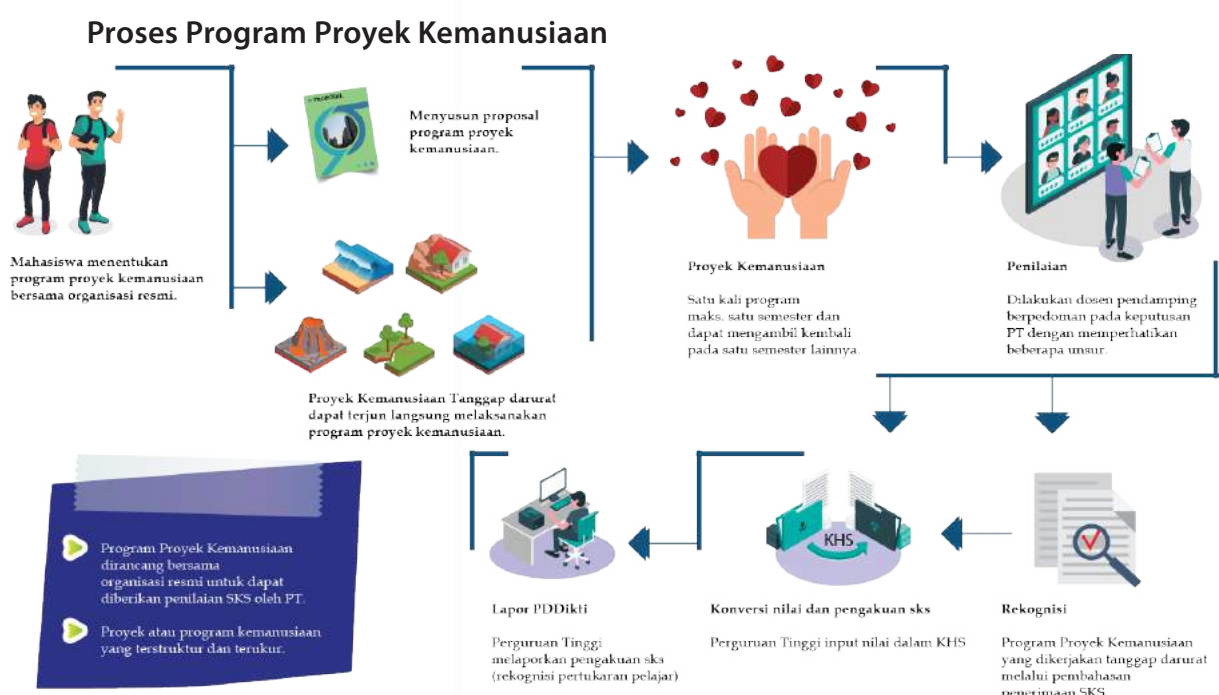 Proses Program Proyek Kemanusiaan
Mahasiswa menentukan
program proyek kemanusiaan
bersama organisasi resmi.
PROPOSAL
Menyusun proposal
program proyek
kemanusiaan.
Proyek Kemanusiaan Tanggap darurat
dapat terjun langsung melaksanakan
program proyek kemanusiaan.
Proyek Kemanusiaan
Satu kali program
maks. satu semester dan
dapat mengambil kembali
pada satu semester lainnya.
Penilaian
Dilakukan dosen pendamping
berpedoman pada keputusan
PT dengan memperhatikan
beberapa unsur.
Rekognisi
Program Proyek Kemanusiaan
yang dikerjakan tanggap darurat
melalui pembahasan
penerimaan SKS
KHS
Konversi nilai dan pengakuan sks
Perguruan Tinggi input nilai dalam KHS
Lapor PDDikti
Perguruan Tinggi
melaporkan pengakuan sks
(rekognisi pertukaran pelajar)
Program Proyek Kemanusiaan
dirancang bersama
organisasi resmi untuk dapat
diberikan penilaian SKS oleh PT.
Proyek atau program kemanusiaan
yang terstruktur dan terukur.